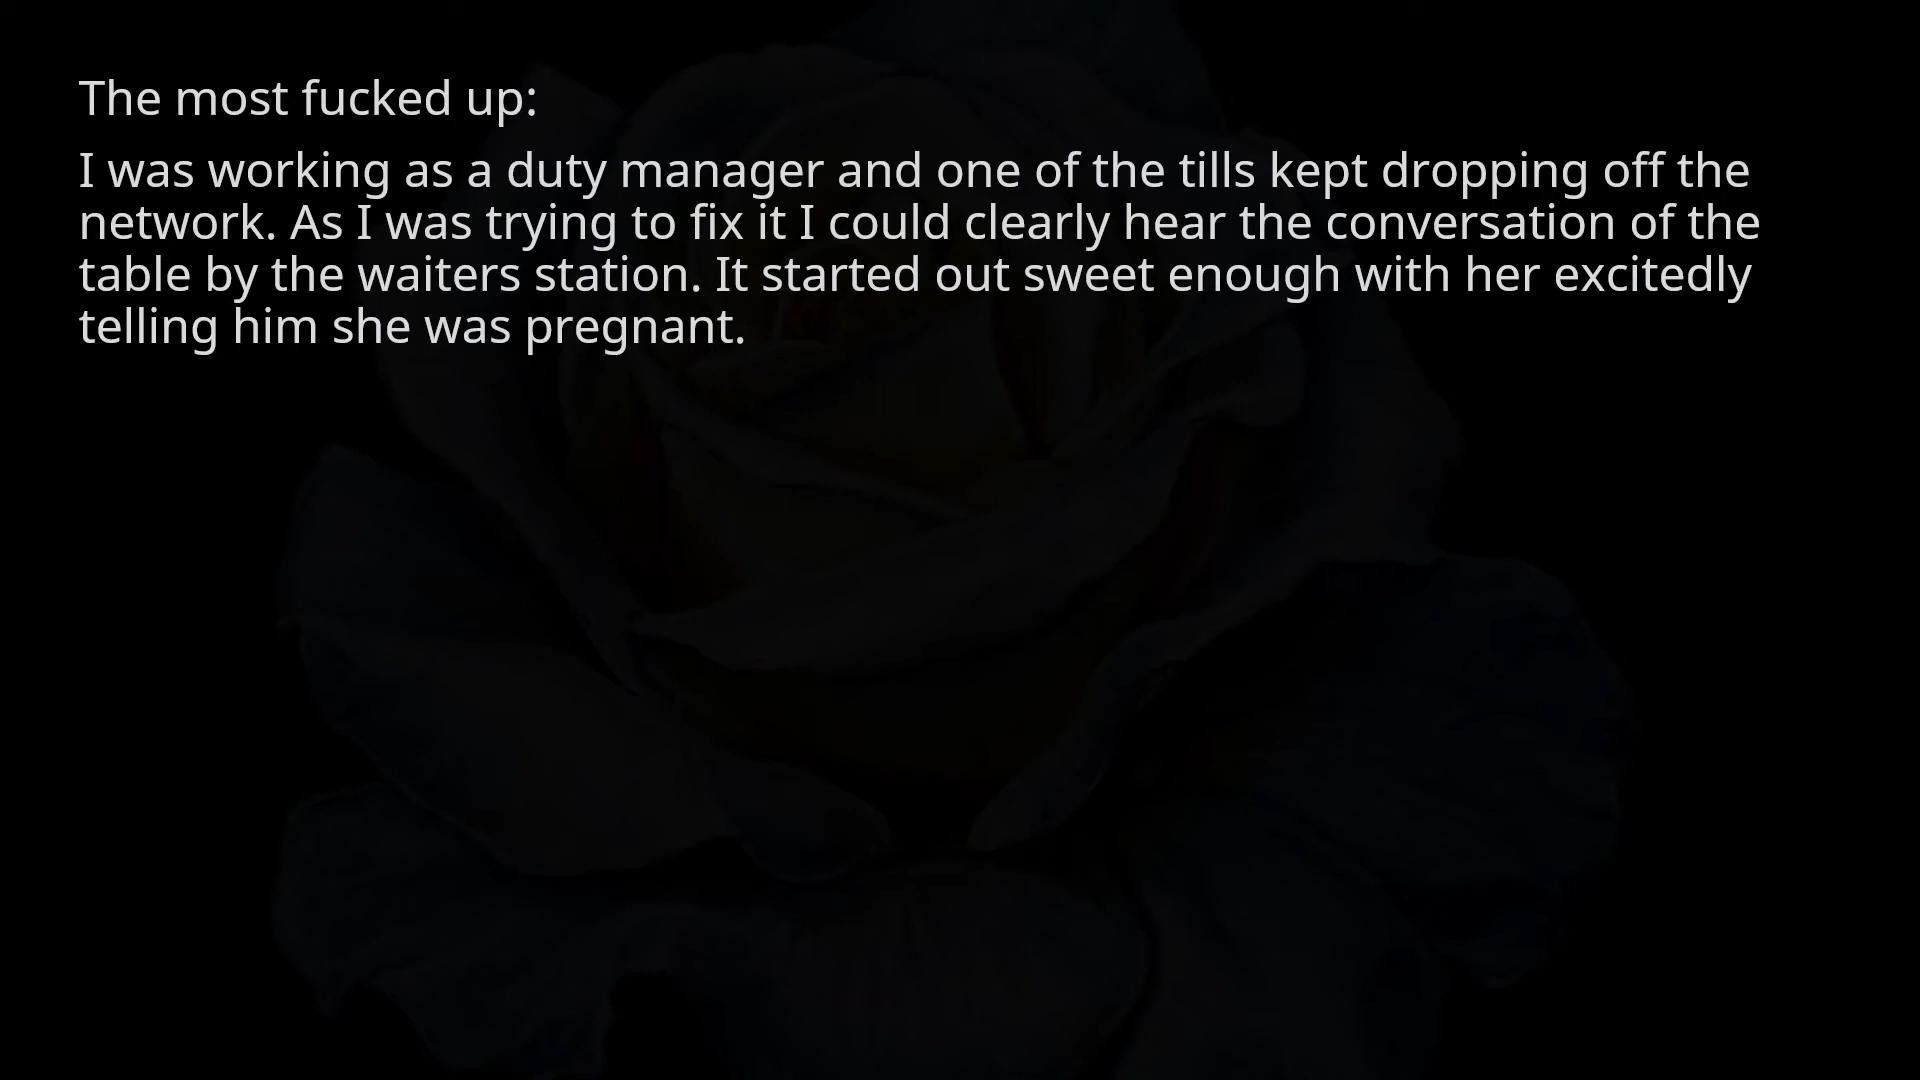 The most fucked up:
I was working as a duty manager and one of the tills kept dropping off the
network. As I was trying to fix it I could clearly hear the conversation of the
table by the waiters station. It started out sweet enough with her excitedly
telling him she was pregnant.